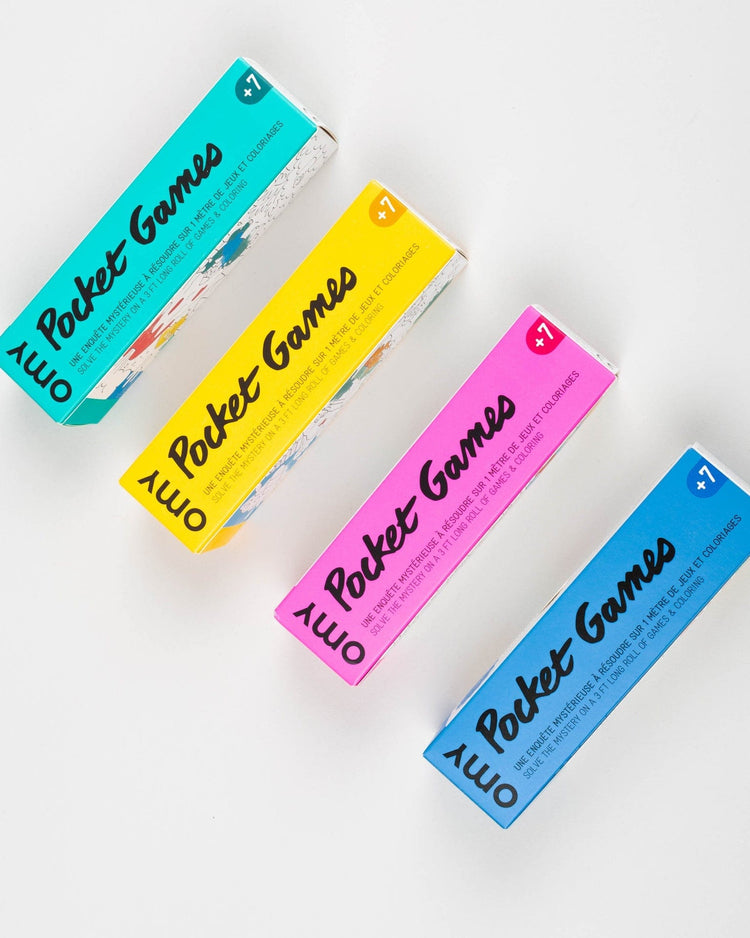 +7
Pocket Games
UNE ENQUÊTE MYSTÉRIEUSE À RÉSOUDRE SUR 1 MÈTRE DE JEUX ET COLORIAGES
SOLVE THE MYSTERY ON A 3 FT LONG ROLL OF GAMES & COLORING
omy
+7
Pocket Games
UNE ENQUÊTE MYSTÉRIEUSE À RÉSOUDRE SUR 1 MÈTRE DE JEUX ET COLORIAGES
SOLVE THE MYSTERY ON A 3 FT LONG ROLL OF GAMES & COLORING
omy
+7
Pocket Games
UNE ENQUÊTE MYSTÉRIEUSE À RÉSOUDRE SUR 1 MÈTRE DE JEUX ET COLORIAGES
SOLVE THE MYSTERY ON A 3 FT LONG ROLL OF GAMES & COLORING
omy
+7
Pocket Games
UNE ENQUÊTE MYSTÉRIEUSE À RÉSOUDRE SUR 1 MÈTRE DE JEUX ET COLORIAGES
SOLVE THE MYSTERY ON A 3 FT LONG ROLL OF GAMES & COLORING
omy